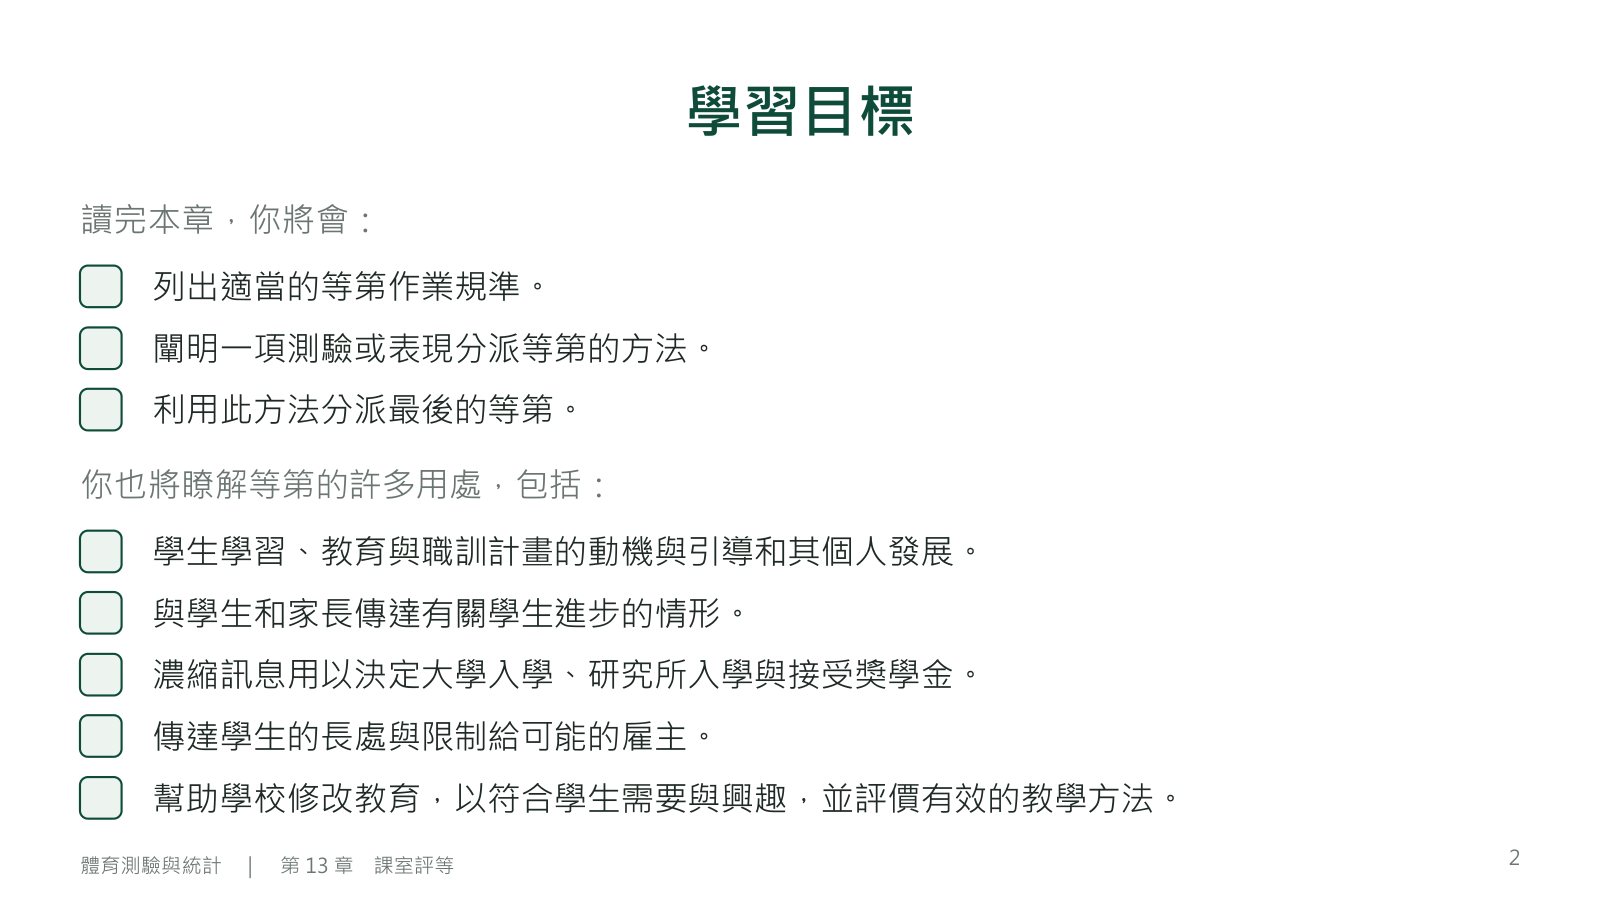 學習目標
讀完本章，你將會：
列出適當的等第作業規準。
闡明一項測驗或表現分派等第的方法。
利用此方法分派最後的等第。
你也將瞭解等第的許多用處，包括：
學生學習、教育與職訓計畫的動機與引導和其個人發展。
與學生和家長傳達有關學生進步的情形。
濃縮訊息用以決定大學入學、研究所入學與接受獎學金。
傳達學生的長處與限制給可能的雇主。
幫助學校修改教育，以符合學生需要與興趣，並評價有效的教學方法。
體育測驗與統計　|　第 13 章　課室評等
2